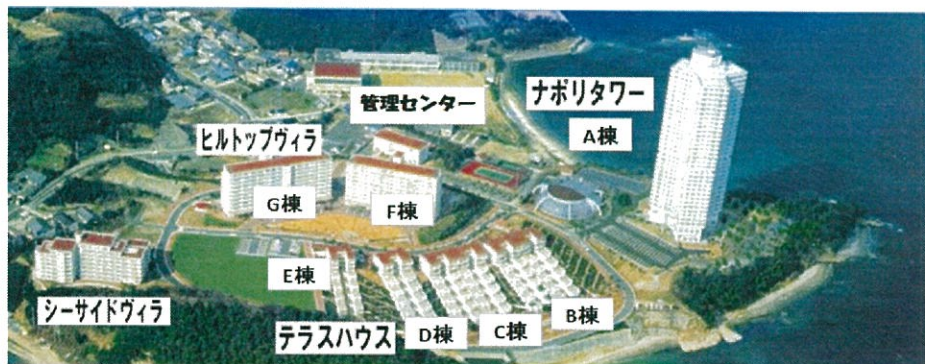 ナポリタワー
A棟
管理センター
ヒルトップヴィラ
G棟
F棟
E棟
シーサイドヴィラ
テラスハウス
D棟
C棟
B棟